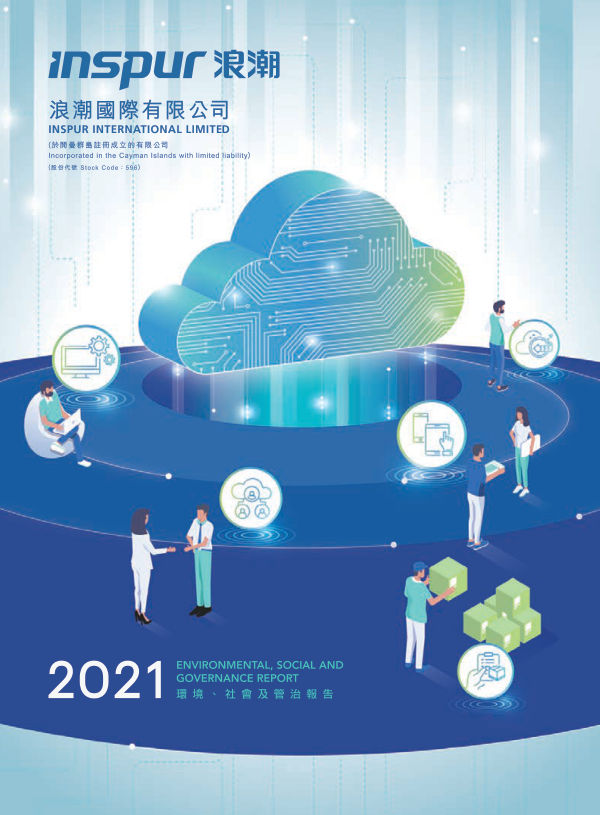 inspur 浪潮
浪潮國際有限公司
INSPUR INTERNATIONAL LIMITED
(於開曼群島註冊成立的有限公司
Incorporated in the Cayman Islands with limited liability)
(股份代號 Stock Code：596)
2021 ENVIRONMENTAL, SOCIAL AND
GOVERNANCE REPORT
環境、社會及管治報告